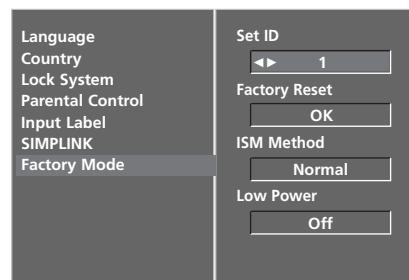 Language
Country
Lock System
Parental Control
Input Label
SIMPLINK
Factory Mode
Set ID
◀▶ 1
Factory Reset
OK
ISM Method
Normal
Low Power
Off